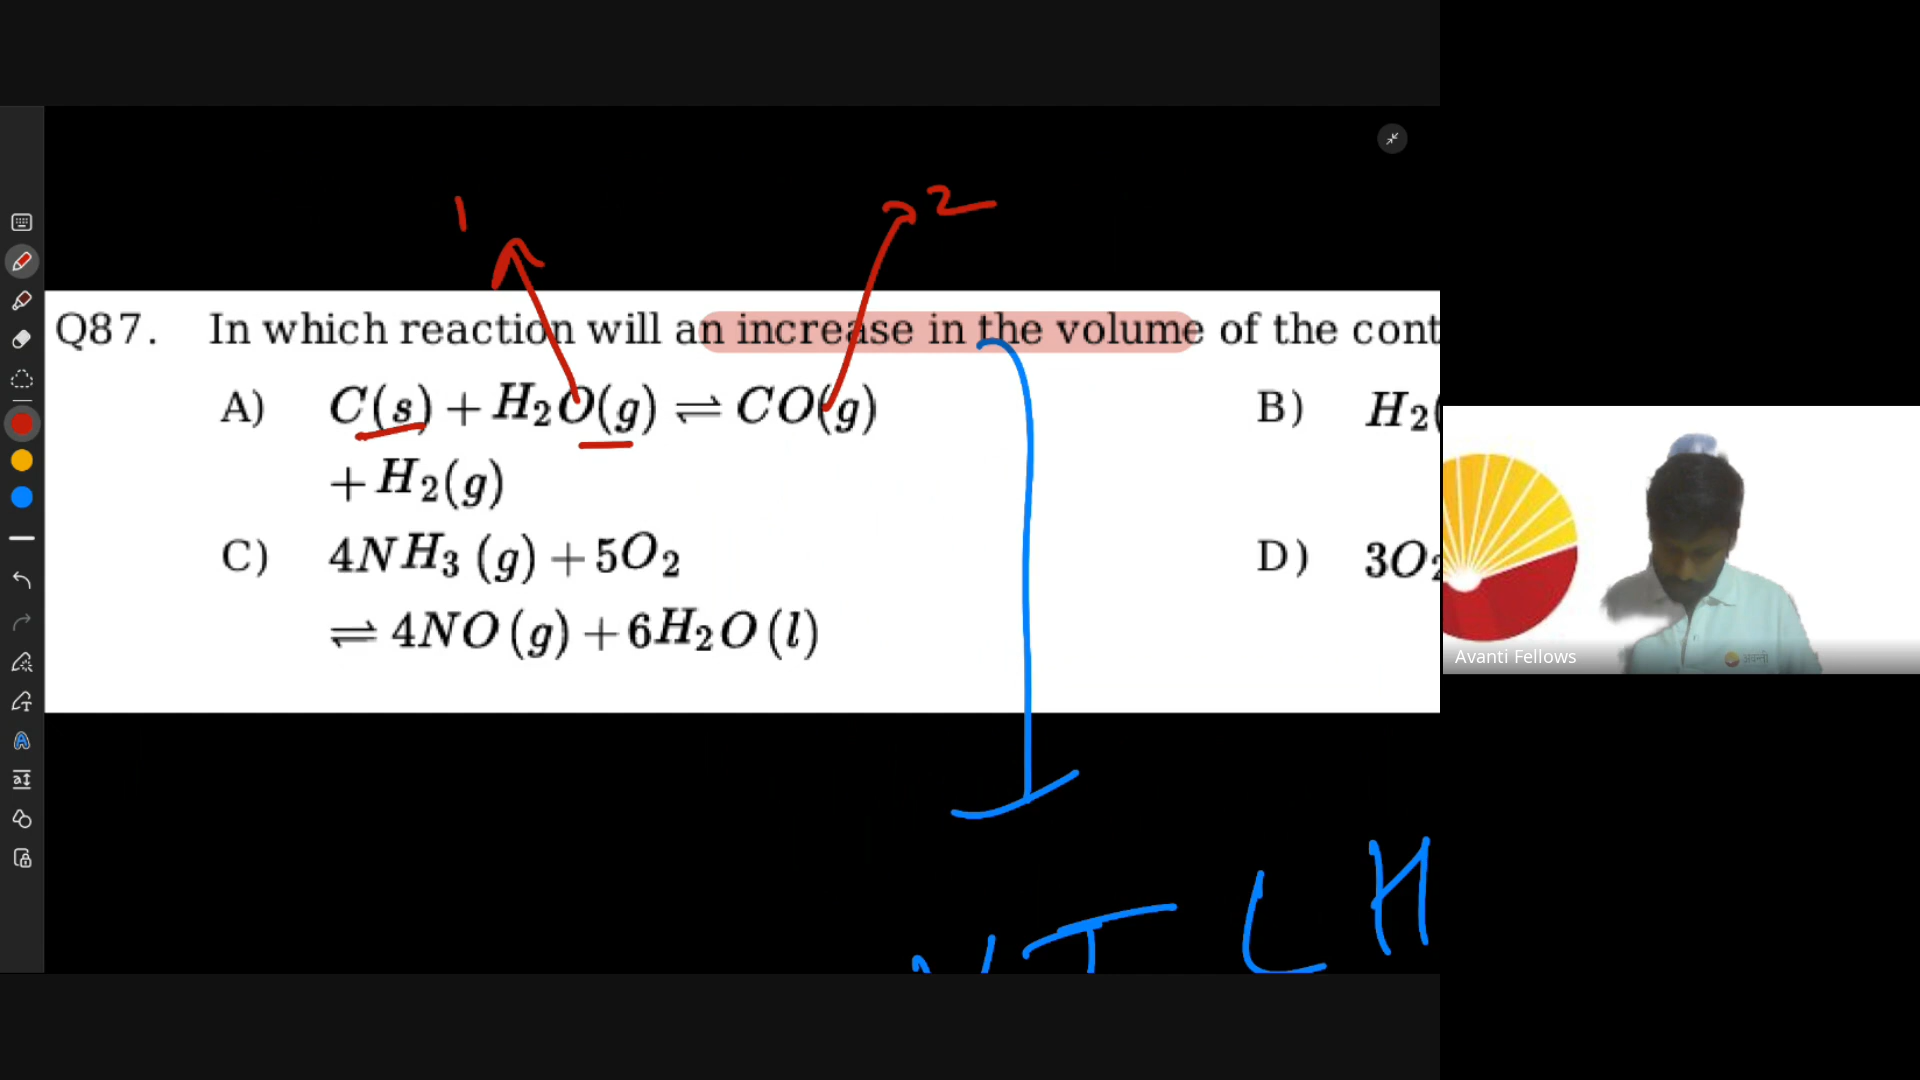 1
2
Q87. In which reaction will an increase in the volume of the cont
A) C(s) + H₂O(g) ⇌ CO(g)
+ H₂(g)
B) H₂(
C) 4NH₃ (g) + 5O₂
⇌ 4NO (g) + 6H₂O (l)
D) 3O₂
L H
Avanti Fellows
अवन्ती